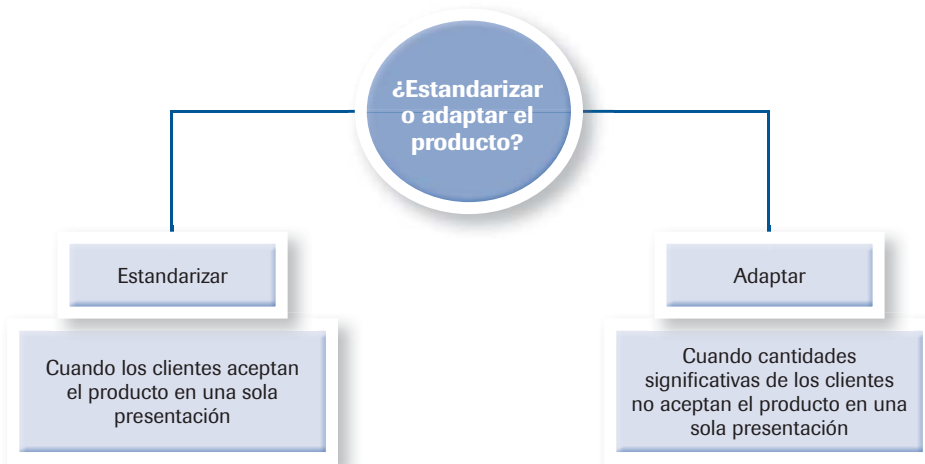 ¿Estandarizar
o adaptar el
producto?
Estandarizar
Adaptar
Cuando los clientes aceptan
el producto en una sola
presentación
Cuando cantidades
significativas de los clientes
no aceptan el producto en una
sola presentación